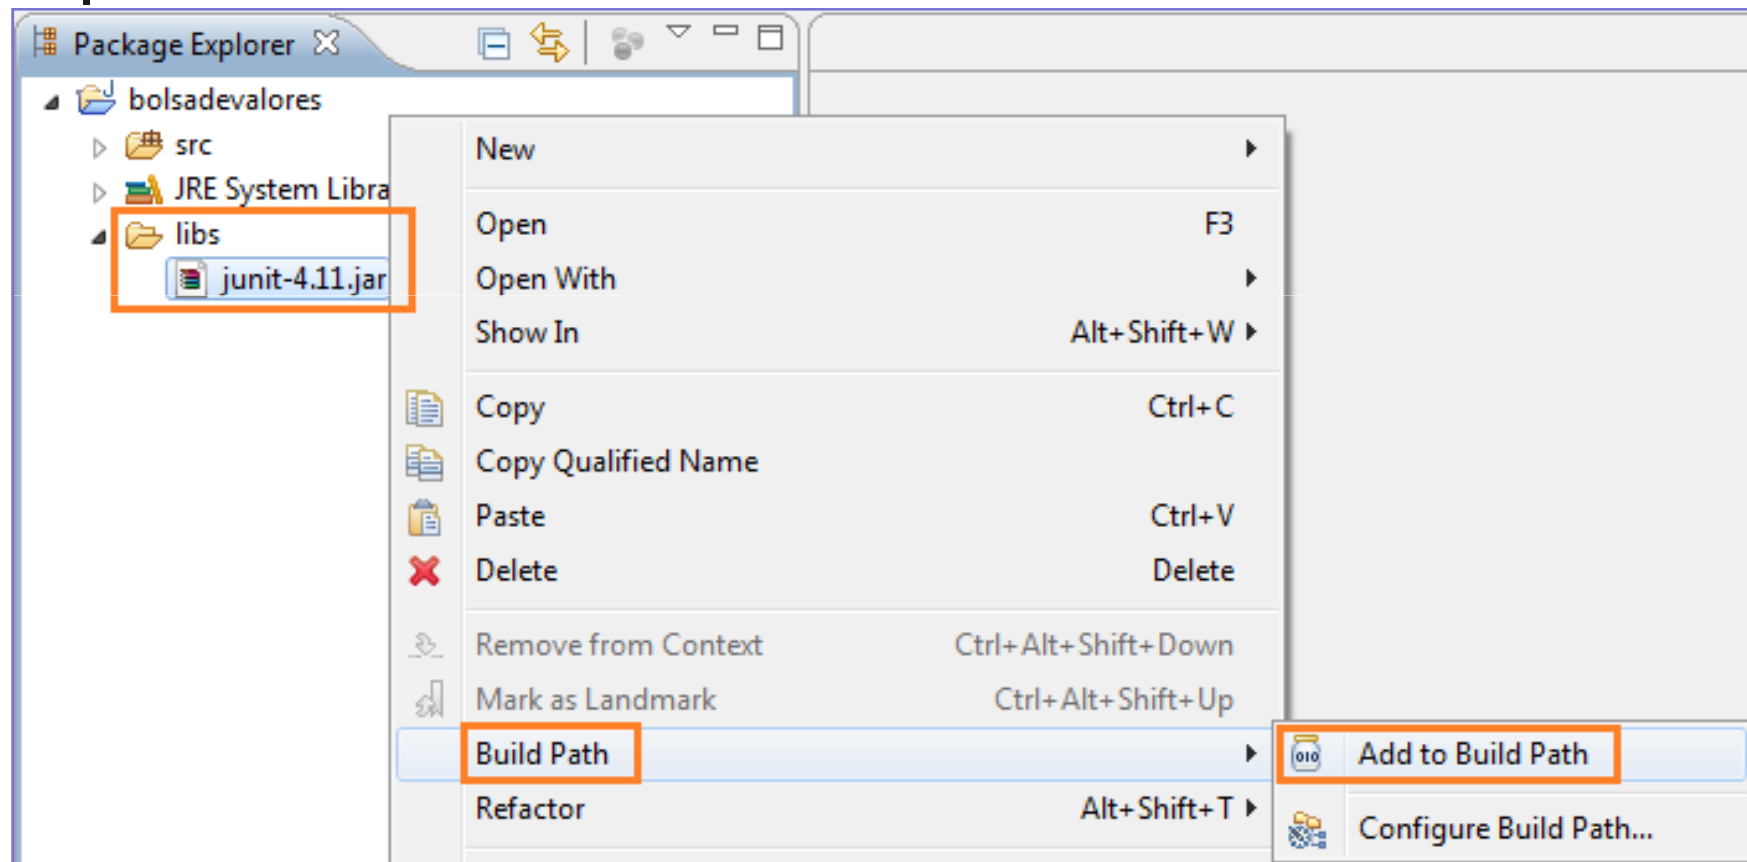 Package Explorer
bolsadevalores
src
JRE System Libra
libs
junit-4.11.jar
New
Open F3
Open With
Show In Alt+Shift+W
Copy Ctrl+C
Copy Qualified Name
Paste Ctrl+V
Delete Delete
Remove from Context Ctrl+Alt+Shift+Down
Mark as Landmark Ctrl+Alt+Shift+Up
Build Path
Refactor Alt+Shift+T
010 Add to Build Path
Configure Build Path...